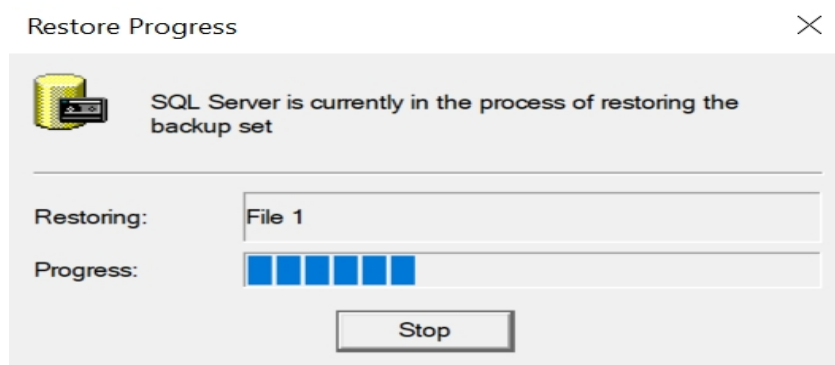 Restore Progress
SQL Server is currently in the process of restoring the
backup set
Restoring:
File 1
Progress:
Stop